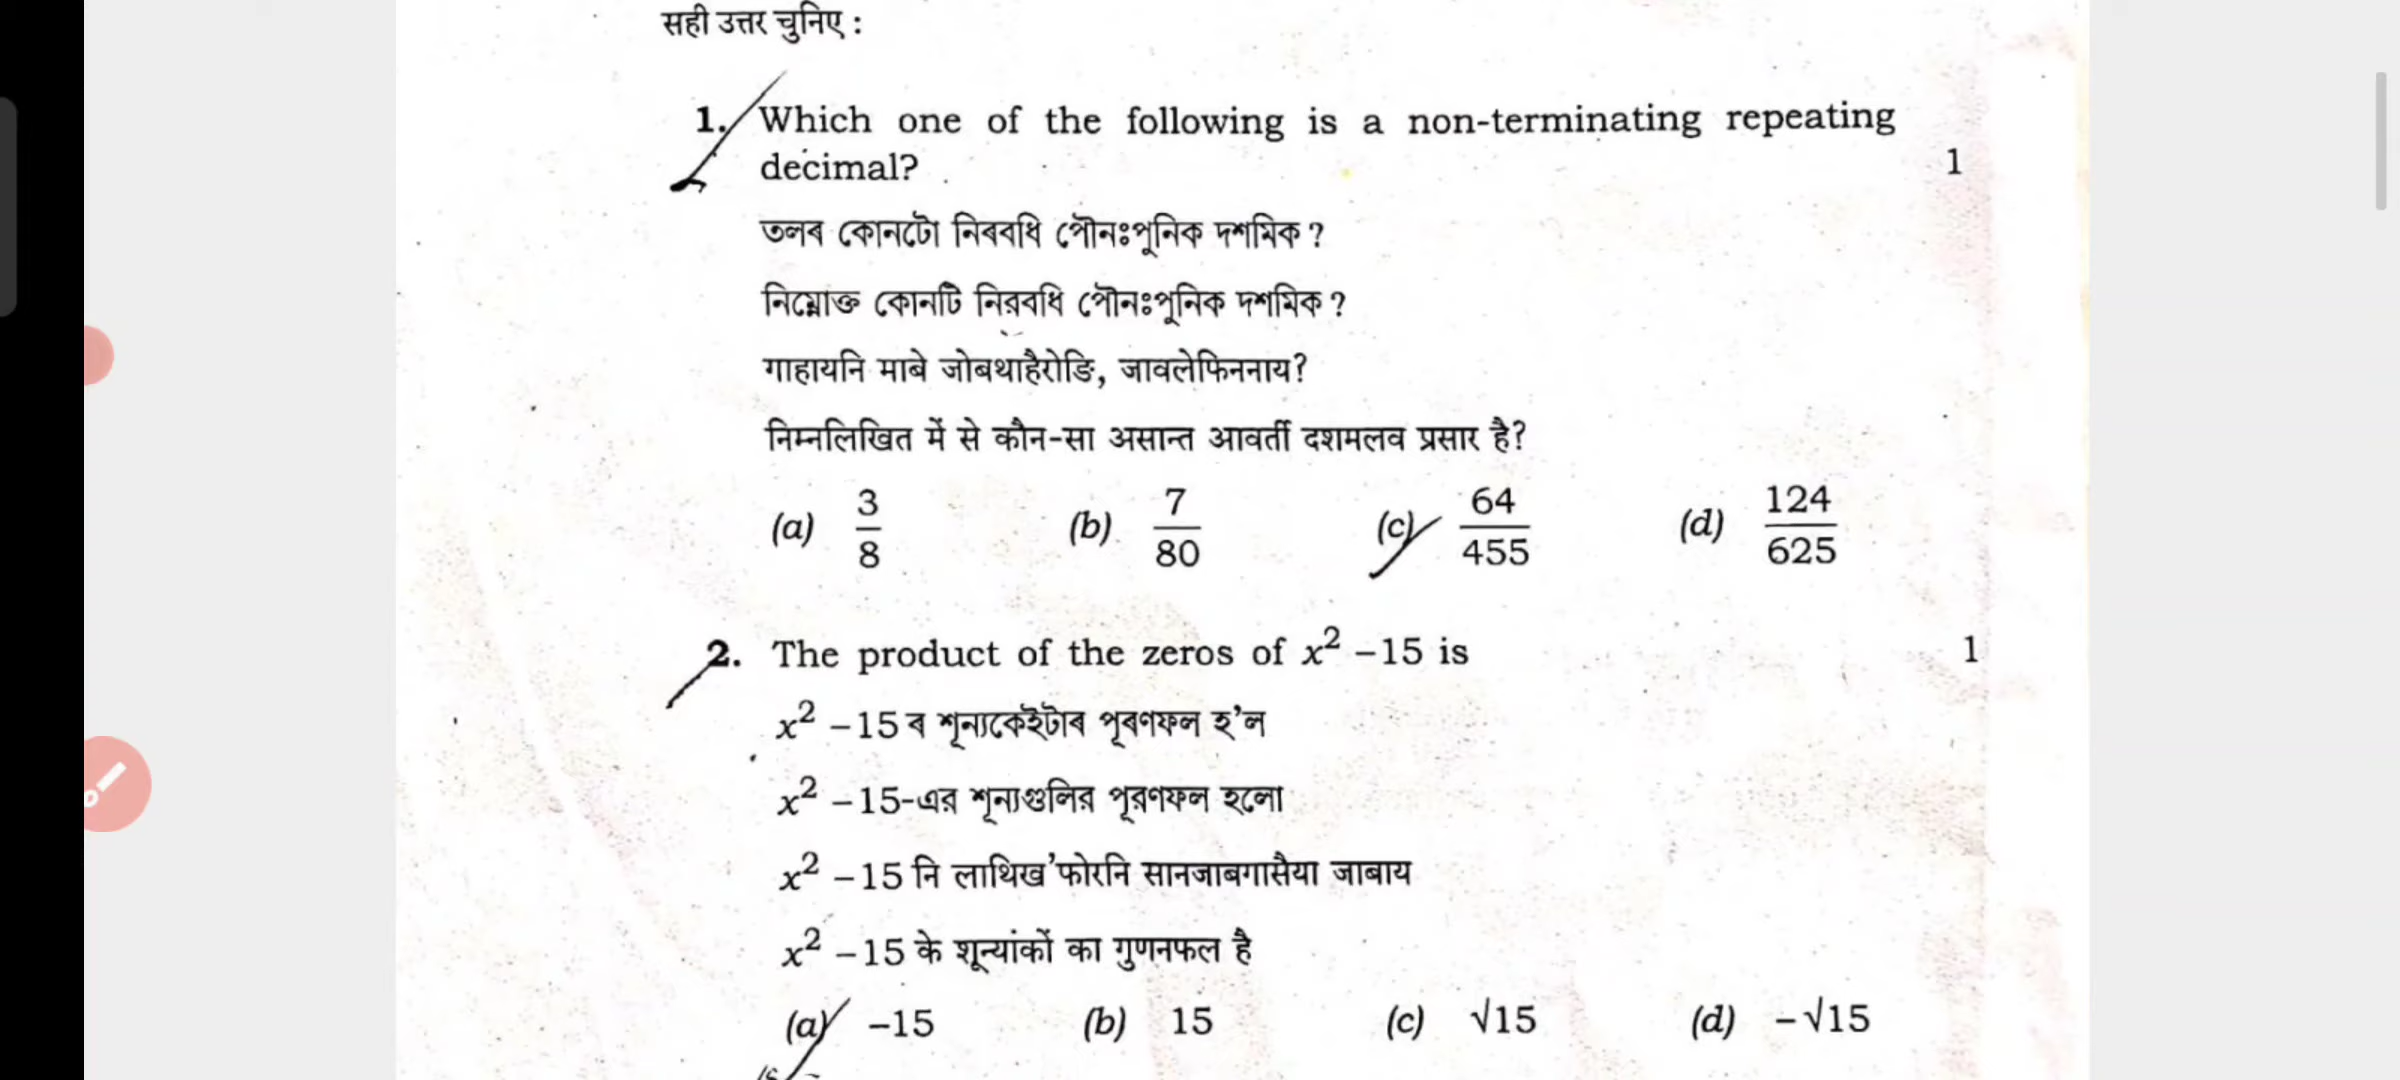 सही उत्तर चुनिए :
1. Which one of the following is a non-terminating repeating
decimal? 1
তলৰ কোনটো নিৰবধি পৌনঃপুনিক দশমিক ?
নিম্নোক্ত কোনটি নিরবধি পৌনঃপুনিক দশমিক ?
गाहायनि माबे जोबथाहैरोङि, जावलेफिननाय?
निम्नलिखित में से कौन-सा असान्त आवर्ती दशमलव प्रसार है?
(a) 3/8 (b) 7/80 (c) 64/455 (d) 124/625
2. The product of the zeros of x² – 15 is 1
x² – 15 ৰ শূন্যকেইটাৰ পূৰণফল হ'ল
x² – 15-এর শূন্যগুলির পূরণফল হলো
x² – 15 नि लाथिख'फोरनि सानजाबगासैया जाबाय
x² – 15 के शून्यांकों का गुणनफल है
(a) –15 (b) 15 (c) √15 (d) –√15